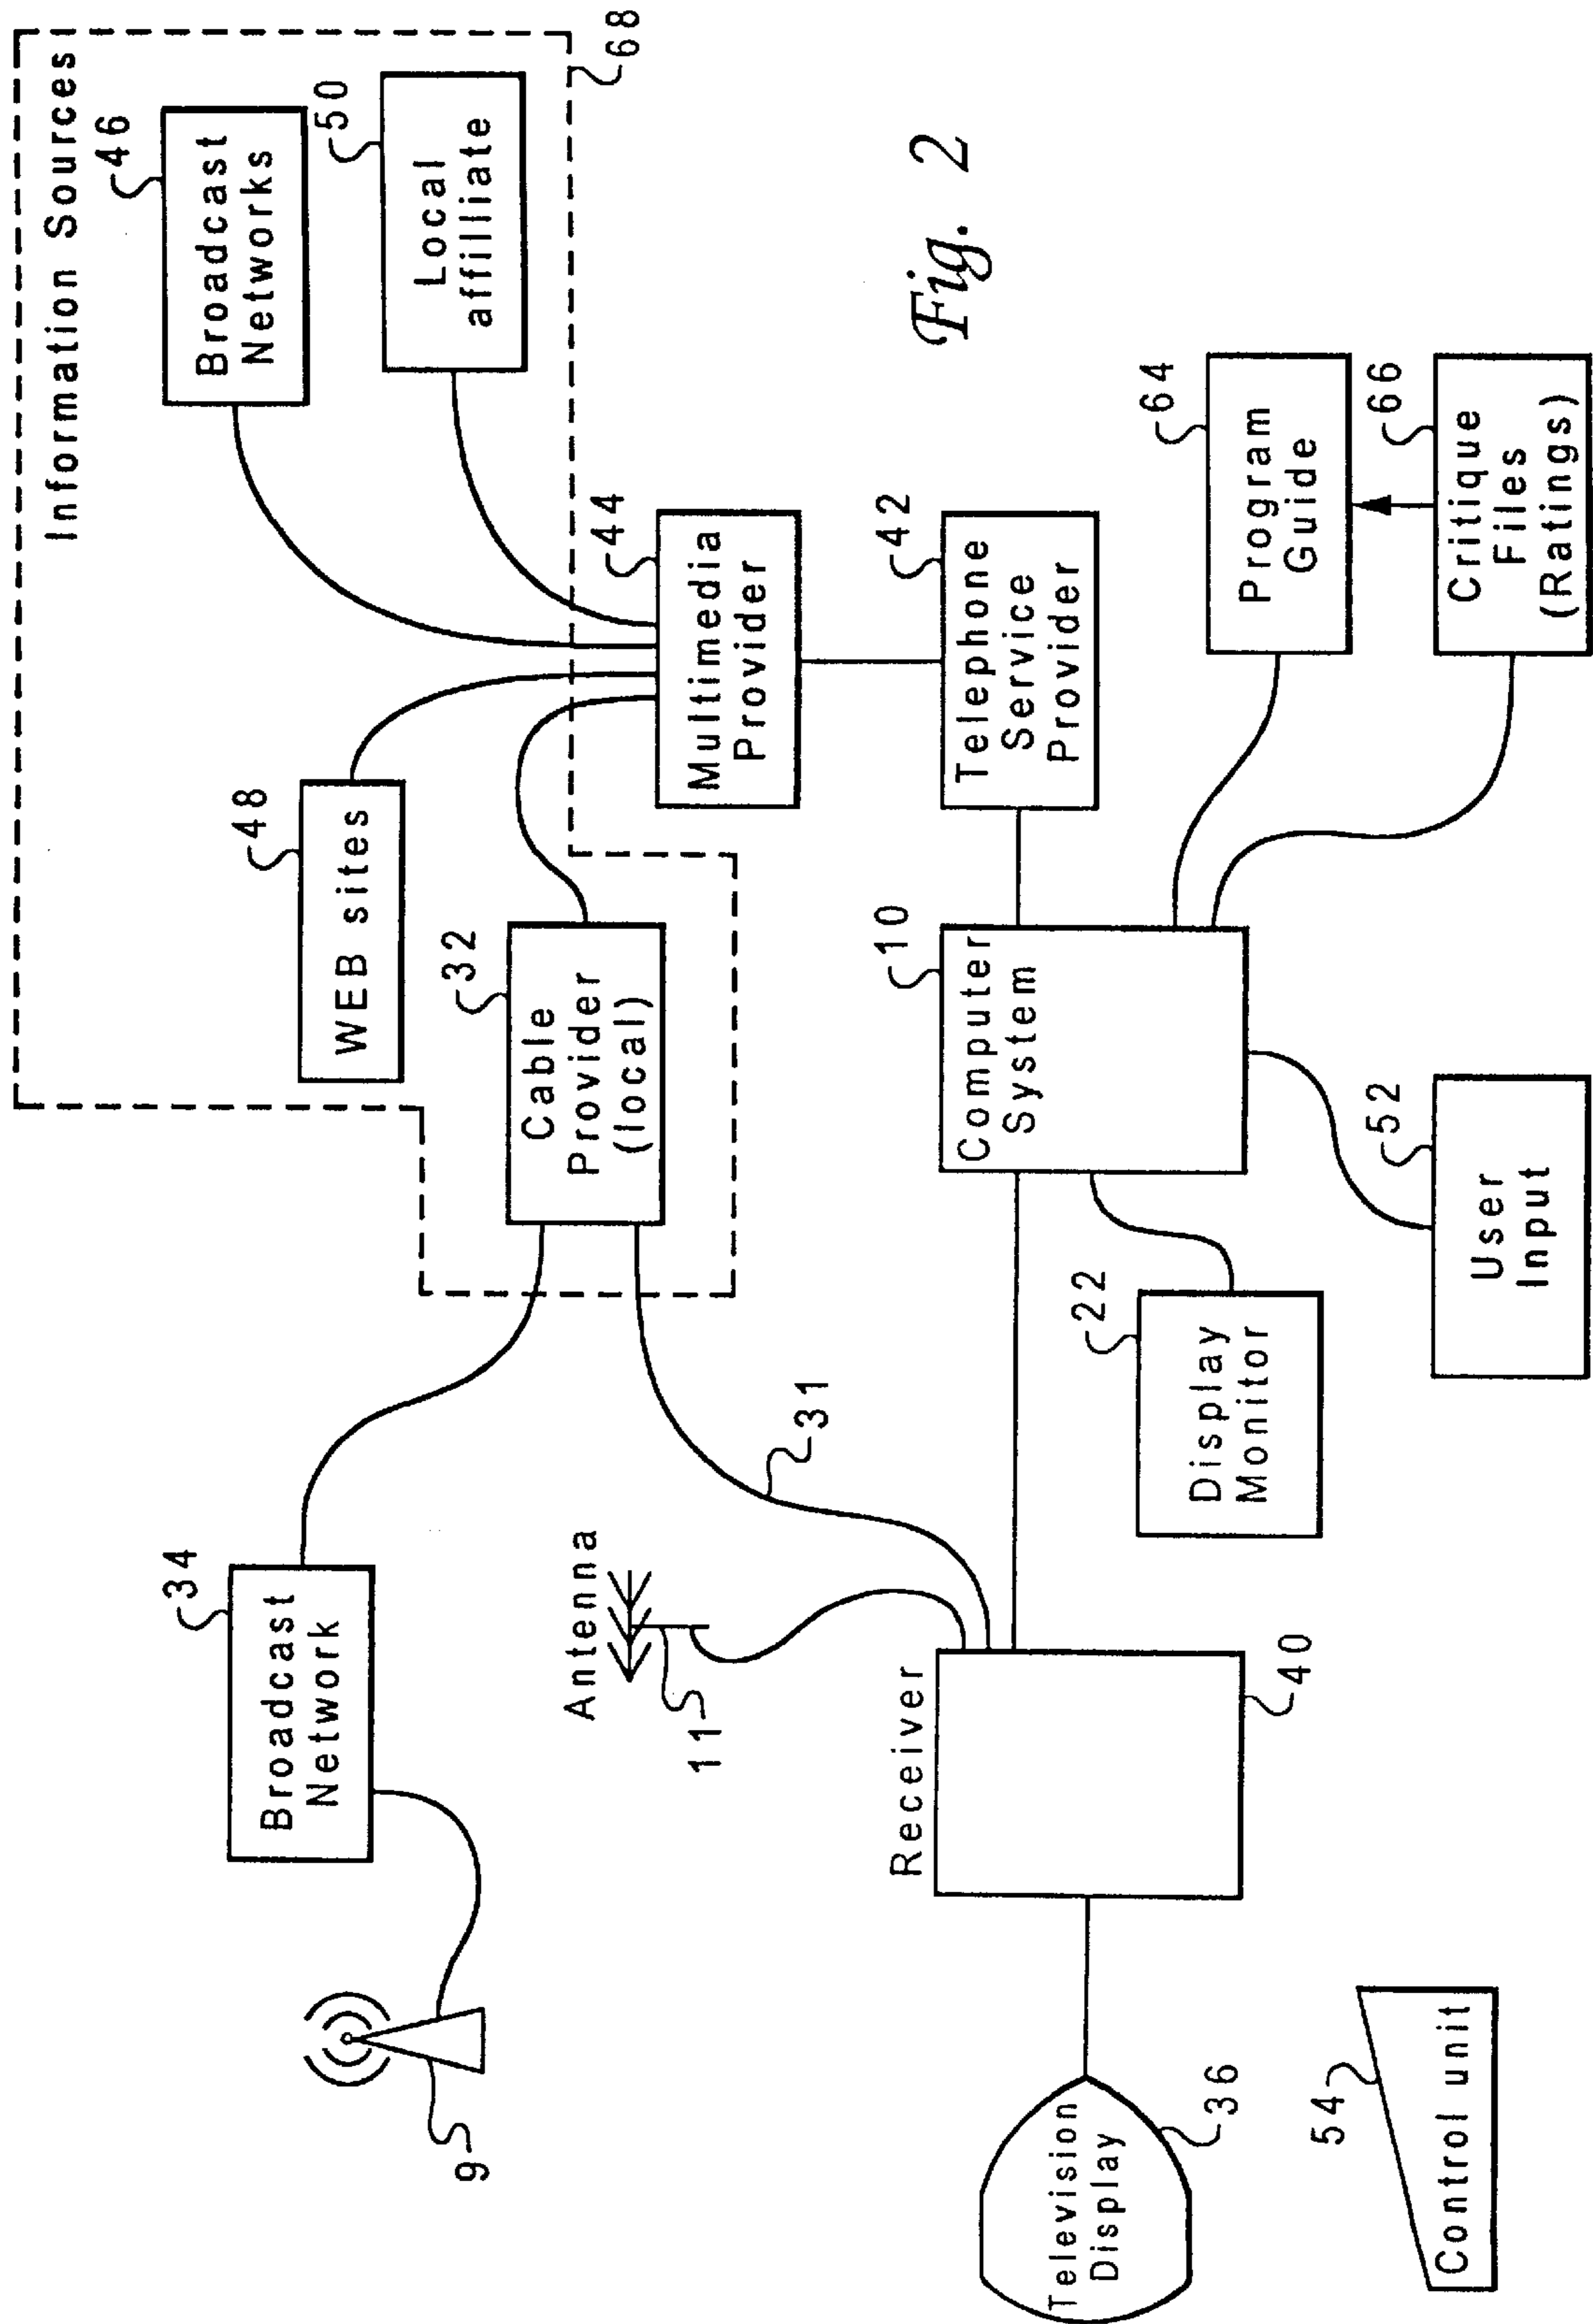 Information Sources
46
Broadcast
Networks
50
Local
affilliate
68
48
WEB sites
32
Cable
Provider
(local)
34
Broadcast
Network
9
Antenna
11
31
44
Multimedia
Provider
42
Telephone
Service
Provider
10
Computer
System
Receiver
40
Television
Display
36
22
Display
Monitor
64
Program
Guide
66
Critique
Files
(Ratings)
52
User
Input
54
Control unit
Fig. 2